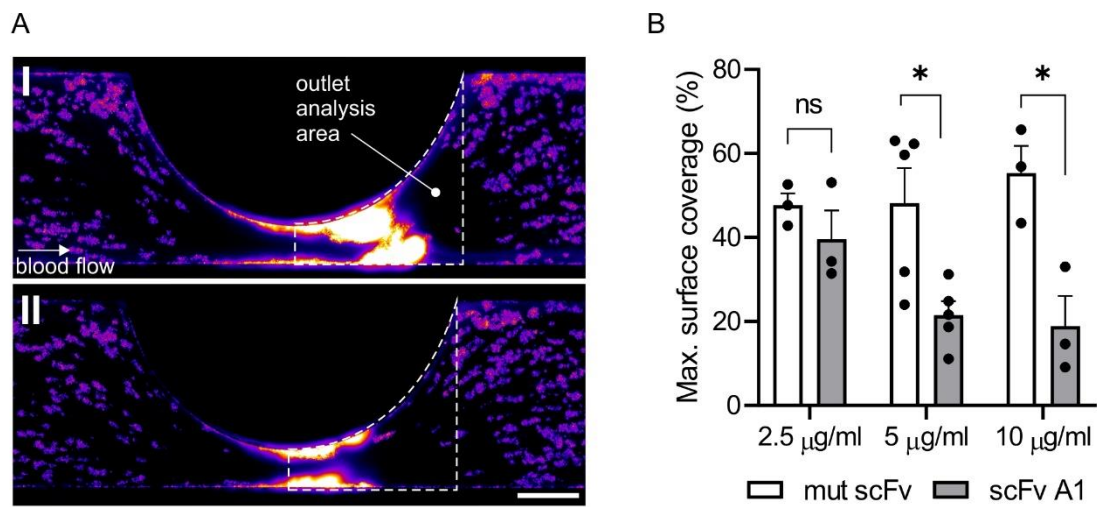 A
I
outlet
analysis
area
blood flow
II
B
Max. surface coverage (%)
80
60
40
20
0
ns
*
*
2.5 μg/ml
5 μg/ml
10 μg/ml
mut scFv
scFv A1